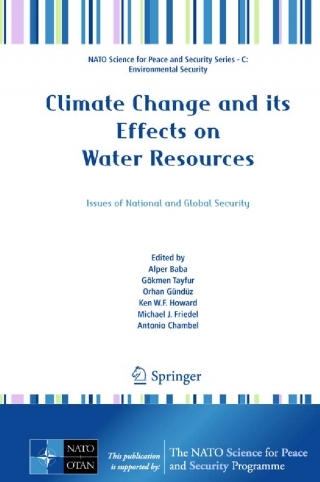 NATO Science for Peace and Security Series - C:
Environmental Security
Climate Change and its
Effects on
Water Resources
Issues of National and Global Security
Edited by
Alper Baba
Gökmen Tayfur
Orhan Gündüz
Ken W.F. Howard
Michael J. Friedel
Antonio Chambel
Springer
NATO
OTAN
This publication
is supported by:
The NATO Science for Peace
and Security Programme